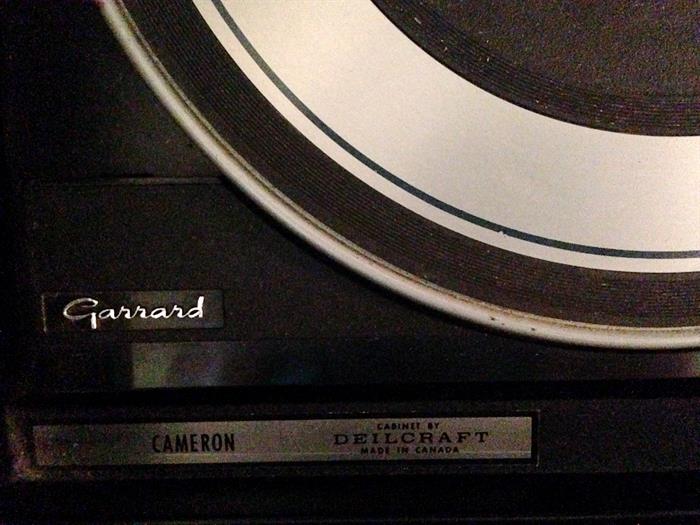 Garrard
CAMERON
CABINET BY
DEILCRAFT
MADE IN CANADA